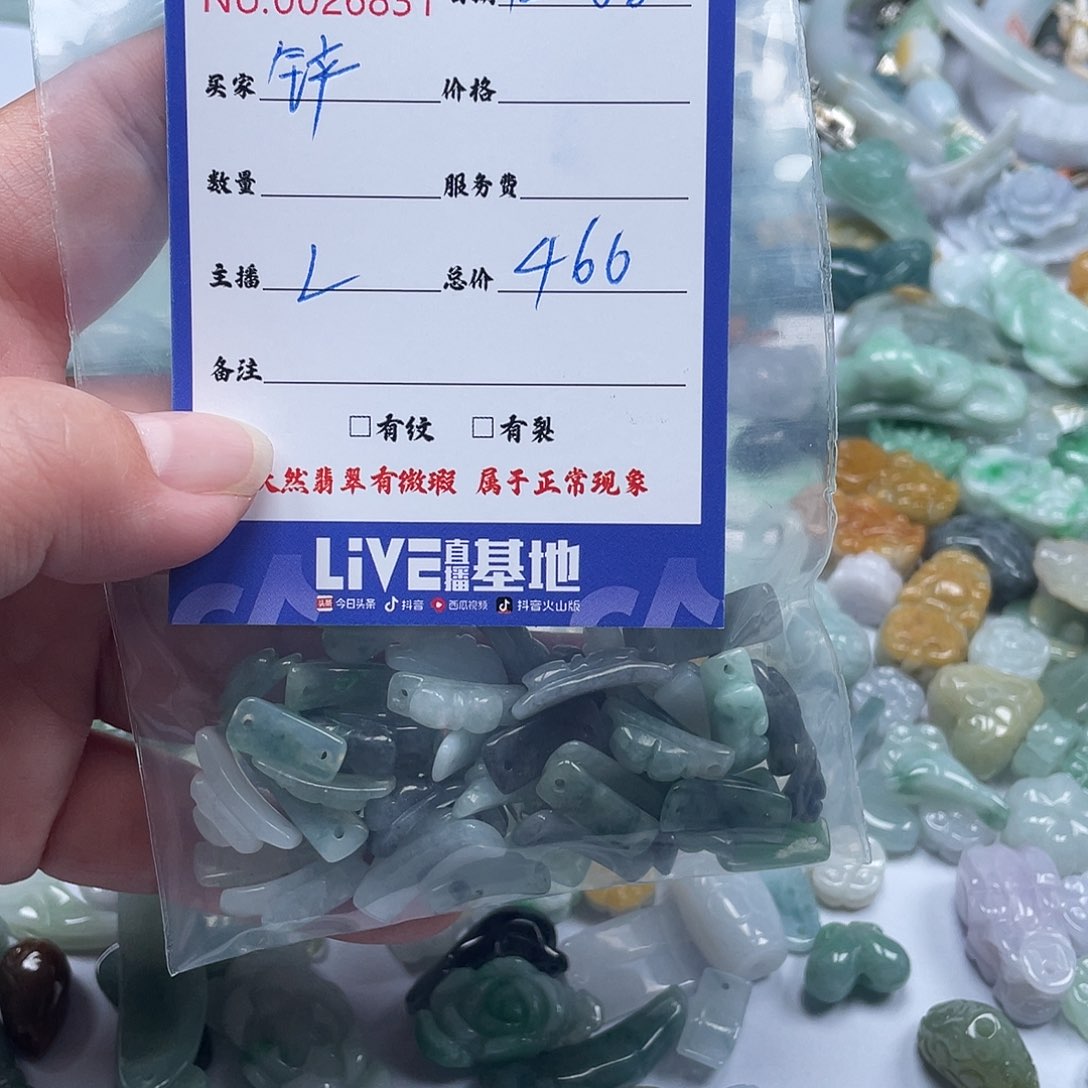 NO.0026831
买家 锌 价格
数量 服务费
主播 L 总价 466
备注
□有纹 □有裂
然翡翠有微瑕 属于正常现象
LiVE直播基地
头条 今日头条 抖音 西瓜视频 抖音火山版